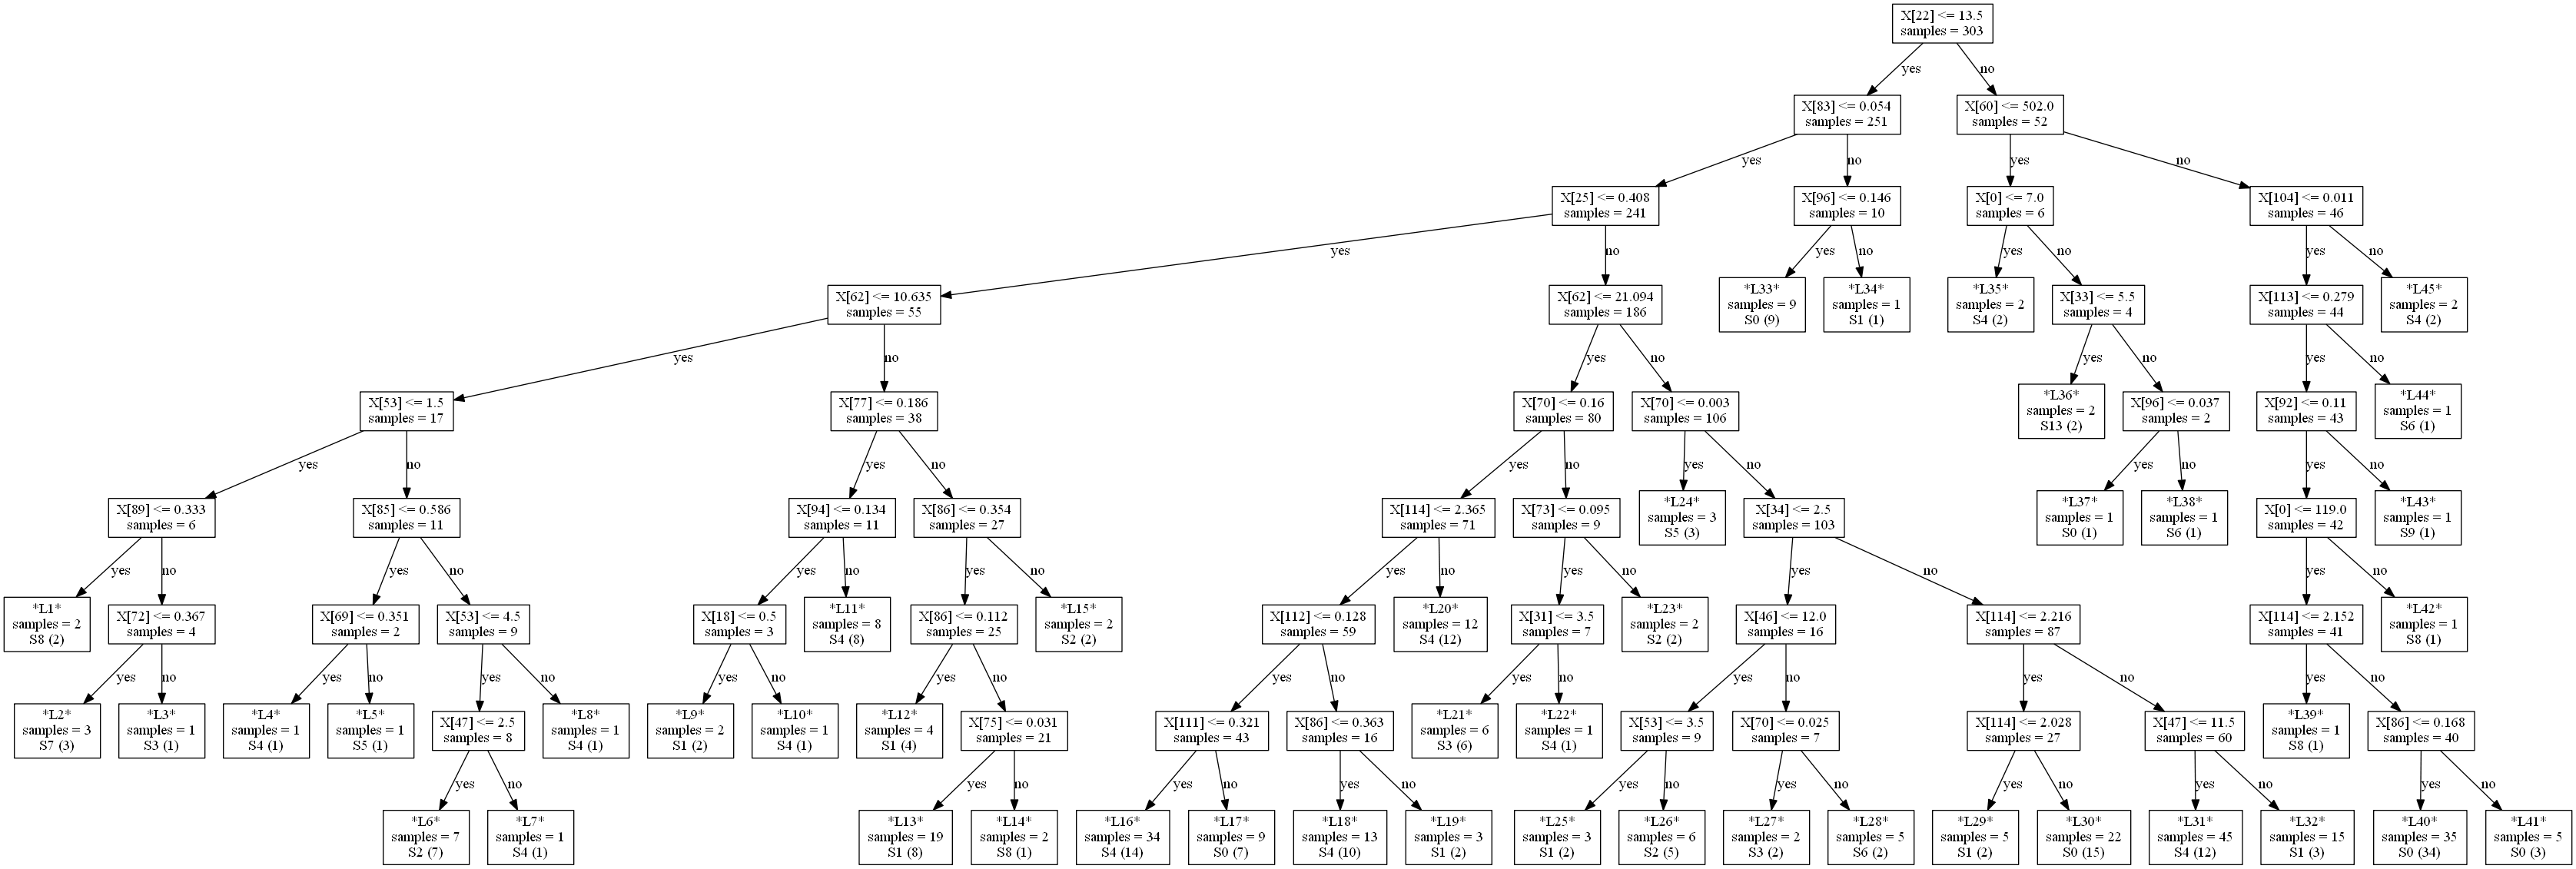 X[22] <= 13.5
samples = 303
yes
no
X[83] <= 0.054
samples = 251
X[60] <= 502.0
samples = 52
yes
no
yes
no
X[25] <= 0.408
samples = 241
X[96] <= 0.146
samples = 10
X[0] <= 7.0
samples = 6
X[104] <= 0.011
samples = 46
yes
no
yes
no
yes
no
yes
no
X[62] <= 10.635
samples = 55
X[62] <= 21.094
samples = 186
*L33*
samples = 9
S0 (9)
*L34*
samples = 1
S1 (1)
*L35*
samples = 2
S4 (2)
X[33] <= 5.5
samples = 4
X[113] <= 0.279
samples = 44
*L45*
samples = 2
S4 (2)
yes
no
yes
no
yes
no
yes
no
X[53] <= 1.5
samples = 17
X[77] <= 0.186
samples = 38
X[70] <= 0.16
samples = 80
X[70] <= 0.003
samples = 106
*L36*
samples = 2
S13 (2)
X[96] <= 0.037
samples = 2
X[92] <= 0.11
samples = 43
*L44*
samples = 1
S6 (1)
yes
no
yes
no
yes
no
yes
no
yes
no
yes
no
X[89] <= 0.333
samples = 6
X[85] <= 0.586
samples = 11
X[94] <= 0.134
samples = 11
X[86] <= 0.354
samples = 27
X[114] <= 2.365
samples = 71
X[73] <= 0.095
samples = 9
*L24*
samples = 3
S5 (3)
X[34] <= 2.5
samples = 103
*L37*
samples = 1
S0 (1)
*L38*
samples = 1
S6 (1)
X[0] <= 119.0
samples = 42
*L43*
samples = 1
S9 (1)
yes
no
yes
no
yes
no
yes
no
yes
no
yes
no
yes
no
yes
no
*L1*
samples = 2
S8 (2)
X[72] <= 0.367
samples = 4
X[69] <= 0.351
samples = 2
X[53] <= 4.5
samples = 9
X[18] <= 0.5
samples = 3
*L11*
samples = 8
S4 (8)
X[86] <= 0.112
samples = 25
*L15*
samples = 2
S2 (2)
X[112] <= 0.128
samples = 59
*L20*
samples = 12
S4 (12)
X[31] <= 3.5
samples = 7
*L23*
samples = 2
S2 (2)
X[46] <= 12.0
samples = 16
X[114] <= 2.216
samples = 87
X[114] <= 2.152
samples = 41
*L42*
samples = 1
S8 (1)
yes
no
yes
no
yes
no
yes
no
yes
no
yes
no
yes
no
yes
no
yes
no
yes
no
*L2*
samples = 3
S7 (3)
*L3*
samples = 1
S3 (1)
*L4*
samples = 1
S4 (1)
*L5*
samples = 1
S5 (1)
X[47] <= 2.5
samples = 8
*L8*
samples = 1
S4 (1)
*L9*
samples = 2
S1 (2)
*L10*
samples = 1
S4 (1)
*L12*
samples = 4
S1 (4)
X[75] <= 0.031
samples = 21
X[111] <= 0.321
samples = 43
X[86] <= 0.363
samples = 16
*L21*
samples = 6
S3 (6)
*L22*
samples = 1
S4 (1)
X[53] <= 3.5
samples = 9
X[70] <= 0.025
samples = 7
X[114] <= 2.028
samples = 27
X[47] <= 11.5
samples = 60
*L39*
samples = 1
S8 (1)
X[86] <= 0.168
samples = 40
yes
no
yes
no
yes
no
yes
no
yes
no
yes
no
yes
no
yes
no
yes
no
*L6*
samples = 7
S2 (7)
*L7*
samples = 1
S4 (1)
*L13*
samples = 19
S1 (8)
*L14*
samples = 2
S8 (1)
*L16*
samples = 34
S4 (14)
*L17*
samples = 9
S0 (7)
*L18*
samples = 13
S4 (10)
*L19*
samples = 3
S1 (2)
*L25*
samples = 3
S1 (2)
*L26*
samples = 6
S2 (5)
*L27*
samples = 2
S3 (2)
*L28*
samples = 5
S6 (2)
*L29*
samples = 5
S1 (2)
*L30*
samples = 22
S0 (15)
*L31*
samples = 45
S4 (12)
*L32*
samples = 15
S1 (3)
*L40*
samples = 35
S0 (34)
*L41*
samples = 5
S0 (3)